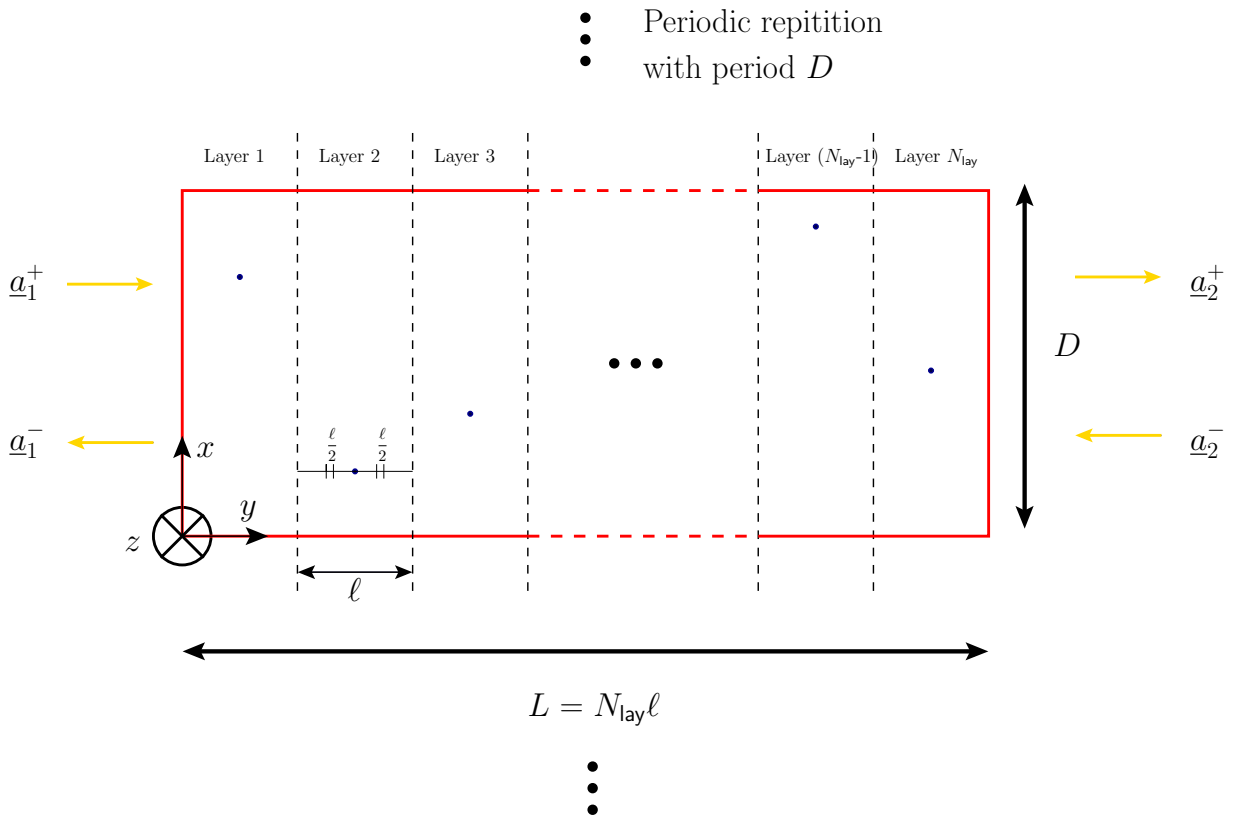 Periodic repitition
with period D
Layer 1
Layer 2
Layer 3
Layer (N_lay-1)
Layer N_lay
a_1^+
a_2^+
D
a_1^-
a_2^-
ℓ/2
ℓ/2
x
y
z
ℓ
L = N_layℓ